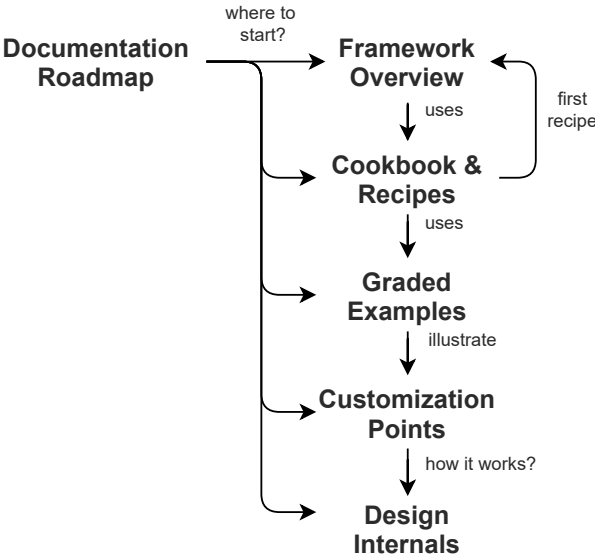 where to
start?
Documentation
Roadmap
Framework
Overview
first
recipe
uses
Cookbook &
Recipes
uses
Graded
Examples
illustrate
Customization
Points
how it works?
Design
Internals